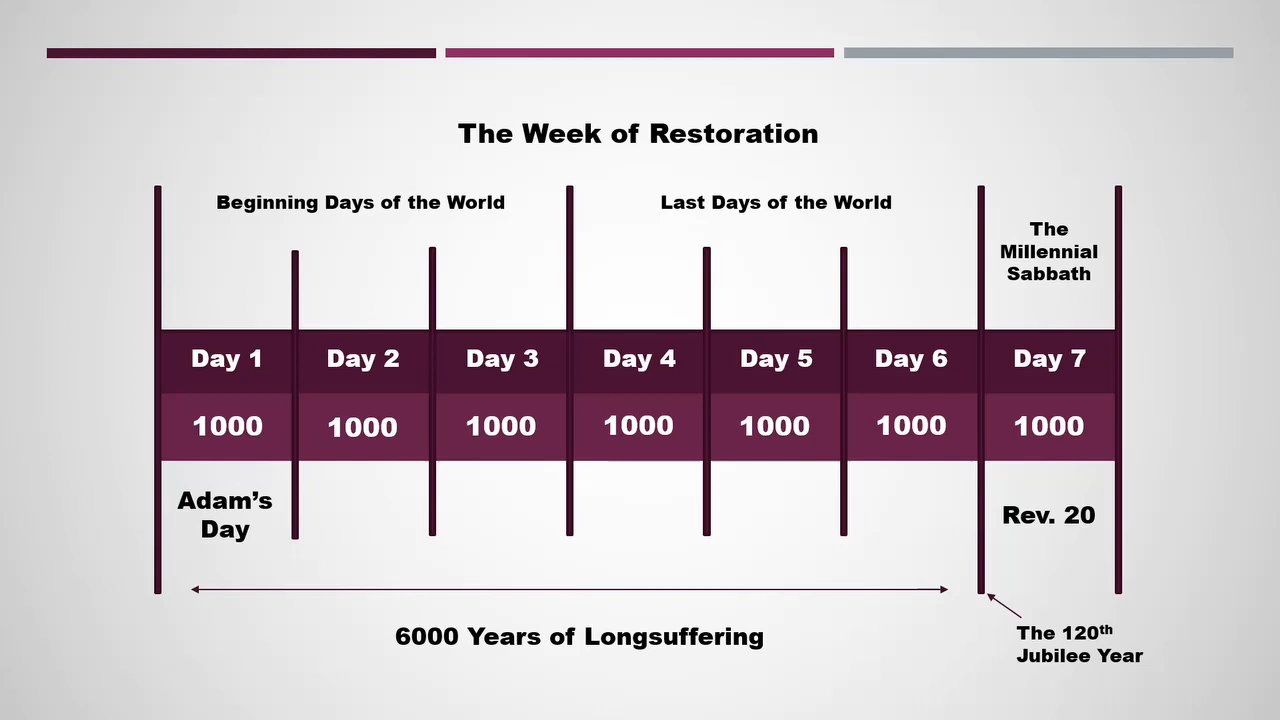 The Week of Restoration
Beginning Days of the World
Last Days of the World
The
Millennial
Sabbath
Day 1 Day 2 Day 3 Day 4 Day 5 Day 6 Day 7
1000 1000 1000 1000 1000 1000 1000
Adam’s
Day
Rev. 20
6000 Years of Longsuffering
The 120th
Jubilee Year